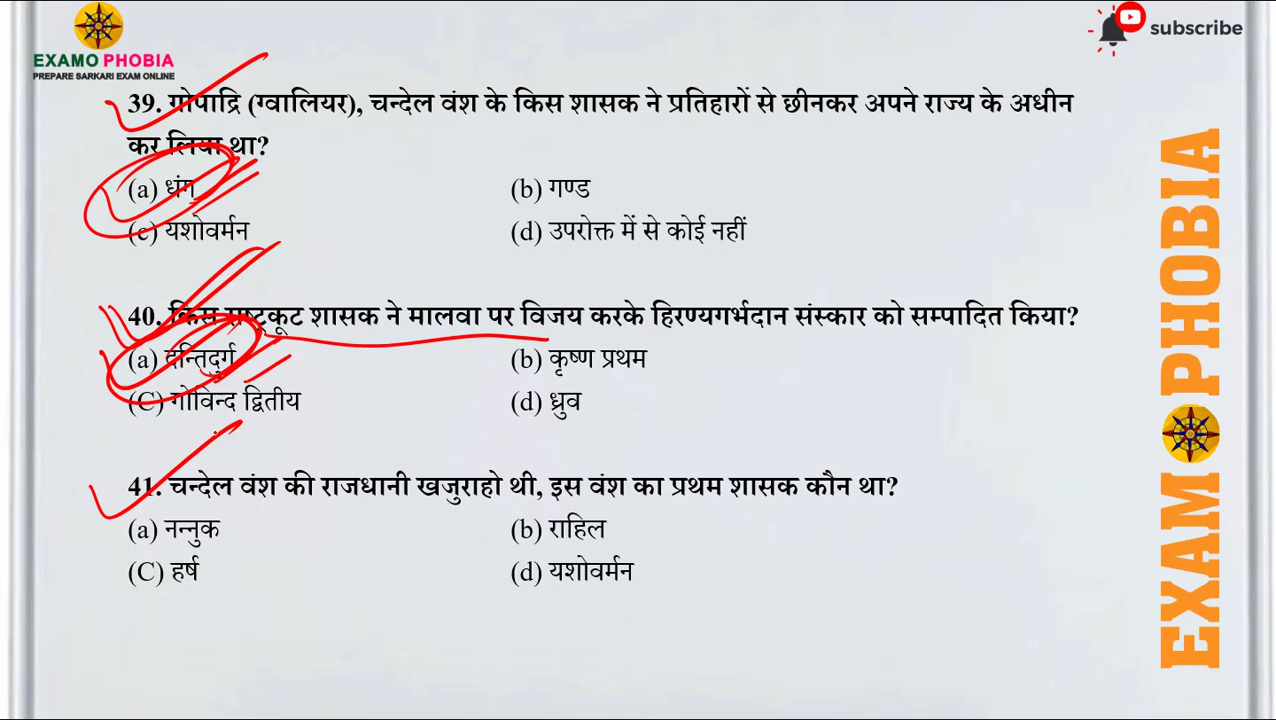 EXAMO PHOBIA
PREPARE SARKARI EXAM ONLINE
subscribe
39. गोपाद्रि (ग्वालियर), चन्देल वंश के किस शासक ने प्रतिहारों से छीनकर अपने राज्य के अधीन
कर लिया था?
(a) धंग (b) गण्ड
(c) यशोवर्मन (d) उपरोक्त में से कोई नहीं
40. किस राष्ट्रकूट शासक ने मालवा पर विजय करके हिरण्यगर्भदान संस्कार को सम्पादित किया?
(a) दन्तिदुर्ग (b) कृष्ण प्रथम
(C) गोविन्द द्वितीय (d) ध्रुव
41. चन्देल वंश की राजधानी खजुराहो थी, इस वंश का प्रथम शासक कौन था?
(a) नन्नुक (b) राहिल
(C) हर्ष (d) यशोवर्मन
EXAM PHOBIA